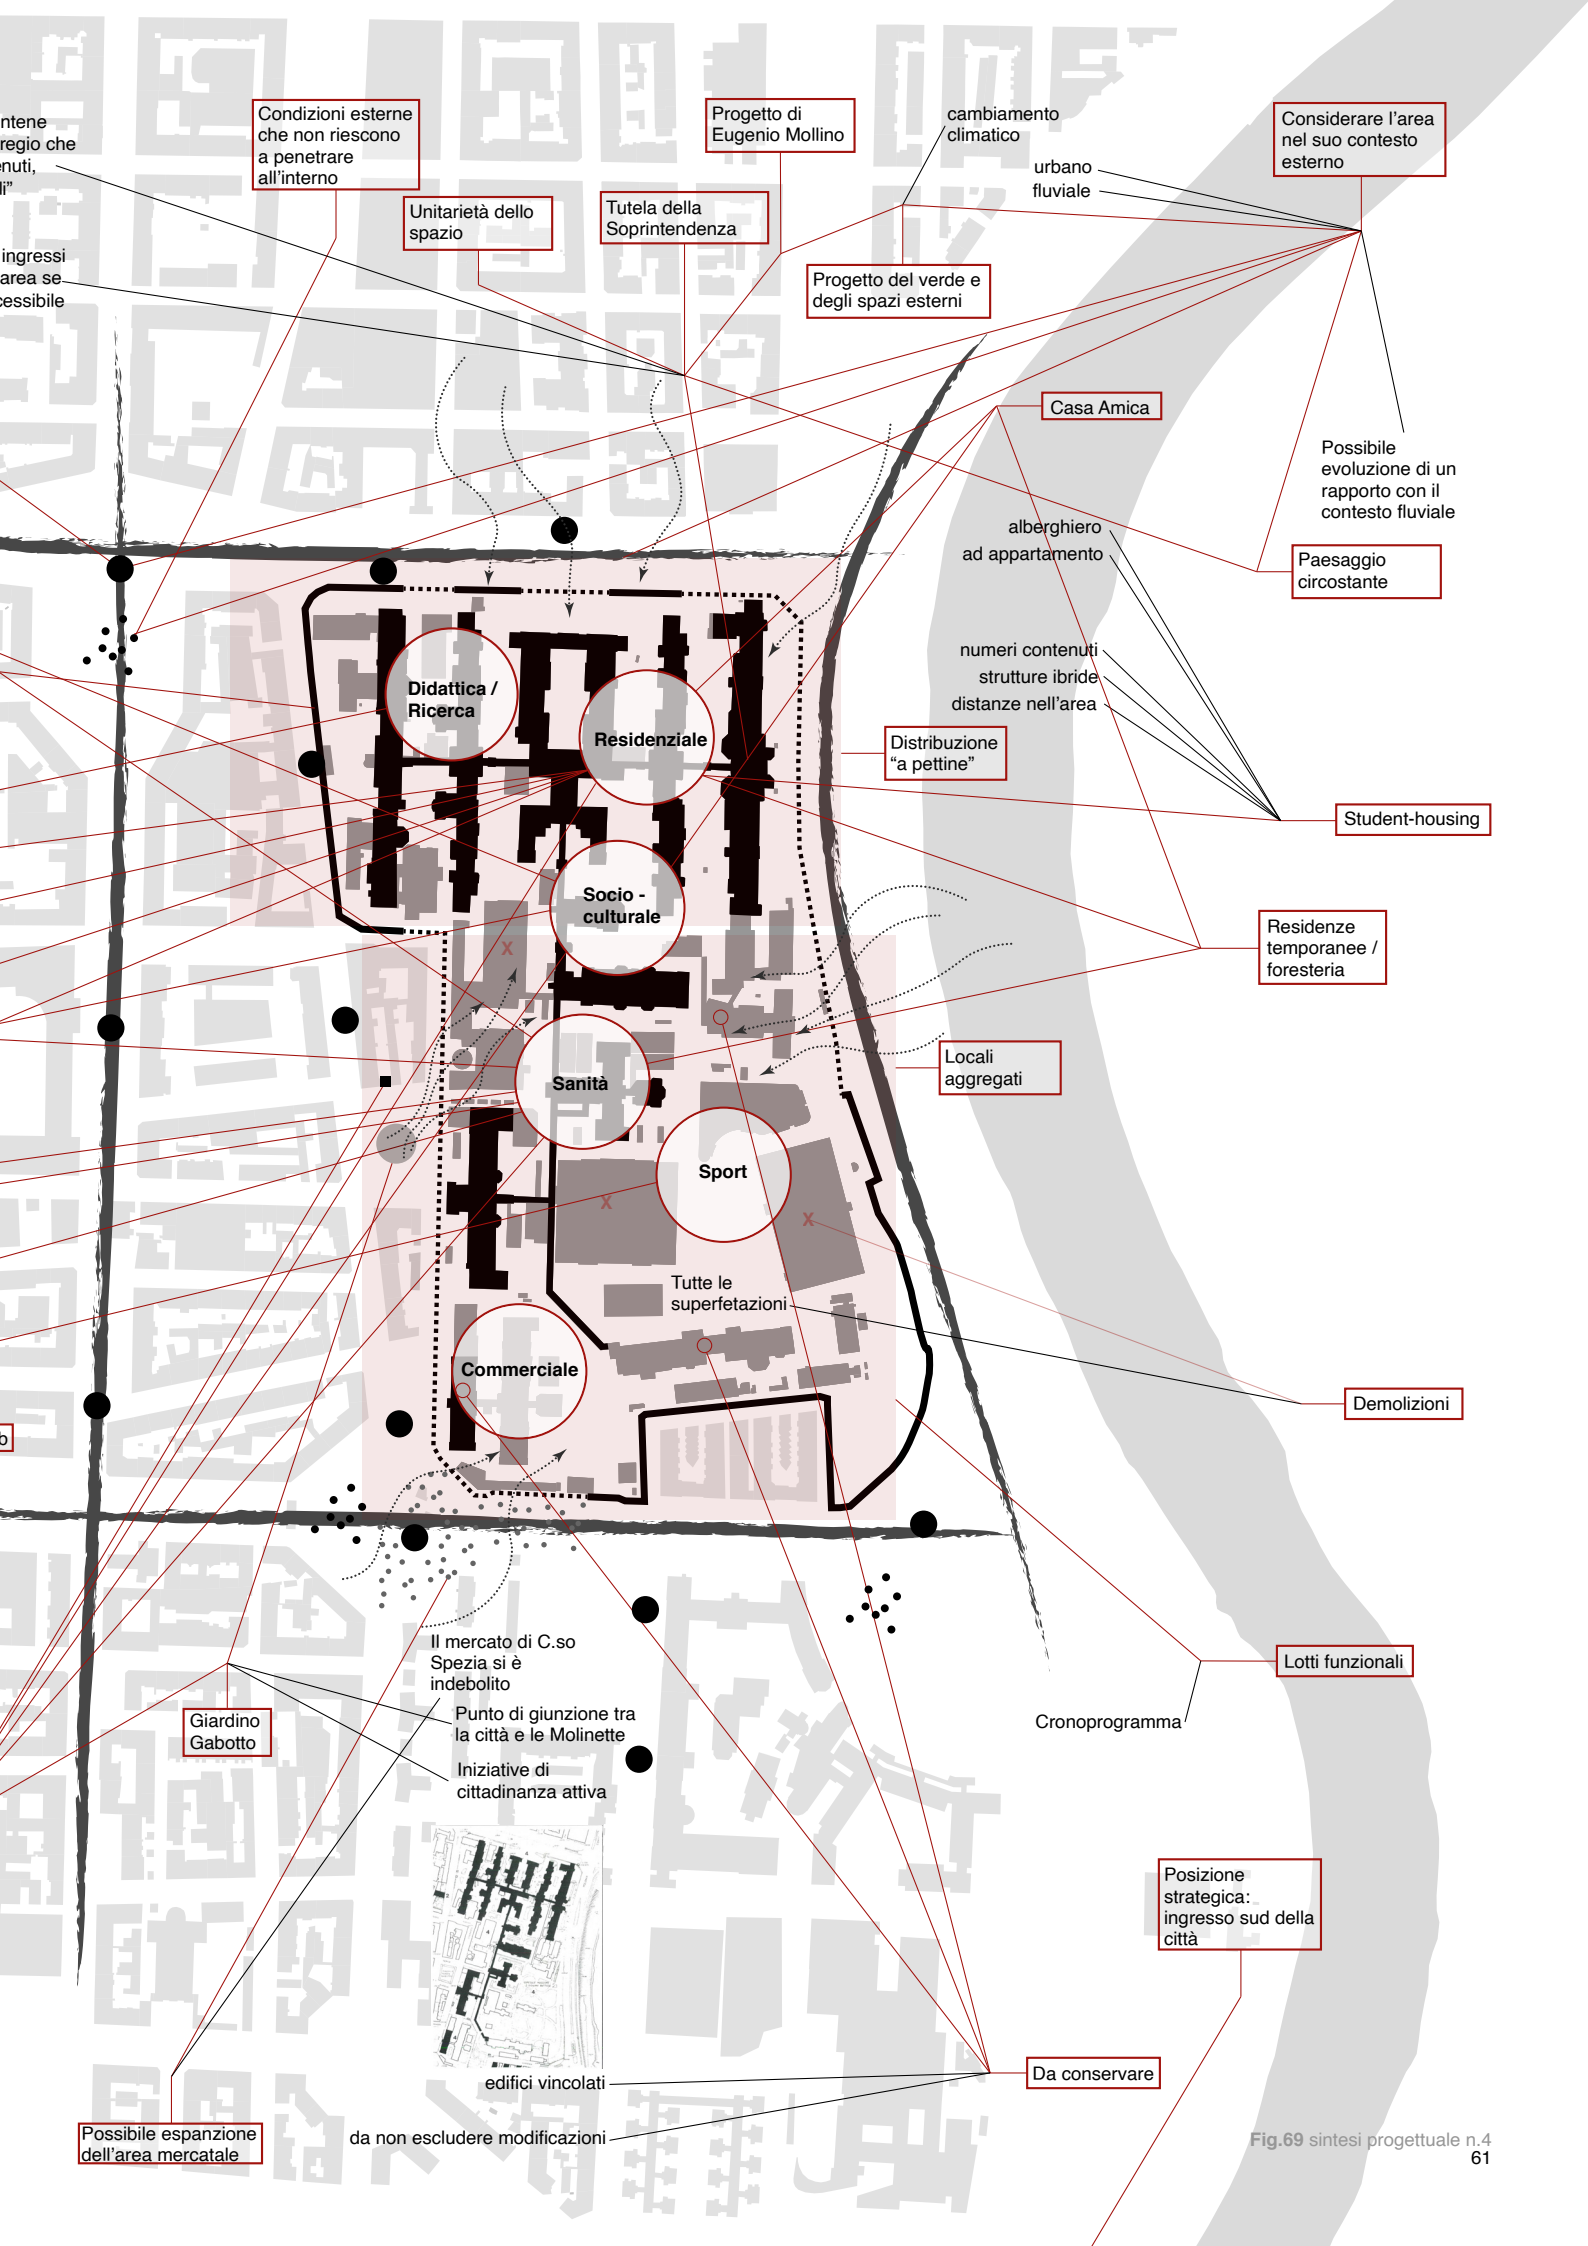 ntene
regio che
enuti,
li”
ingressi
area se
cessibile
Condizioni esterne
che non riescono
a penetrare
all’interno
Unitarietà dello
spazio
Tutela della
Soprintendenza
Progetto di
Eugenio Mollino
cambiamento
climatico
urbano
fluviale
Considerare l’area
nel suo contesto
esterno
Progetto del verde e
degli spazi esterni
Casa Amica
Possibile
evoluzione di un
rapporto con il
contesto fluviale
alberghiero
ad appartamento
Paesaggio
circostante
numeri contenuti
strutture ibride
distanze nell’area
Didattica /
Ricerca
Residenziale
Distribuzione
“a pettine”
Student-housing
Socio -
culturale
X
Residenze
temporanee /
foresteria
Locali
aggregati
Sanità
Sport
X
X
Tutte le
superfetazioni
Commerciale
Demolizioni
b
Il mercato di C.so
Spezia si è
indebolito
Giardino
Gabotto
Punto di giunzione tra
la città e le Molinette
Iniziative di
cittadinanza attiva
Lotti funzionali
Cronoprogramma
Posizione
strategica:
ingresso sud della
città
edifici vincolati
Da conservare
da non escludere modificazioni
Possibile espanzione
dell’area mercatale
Fig.69 sintesi progettuale n.4
61